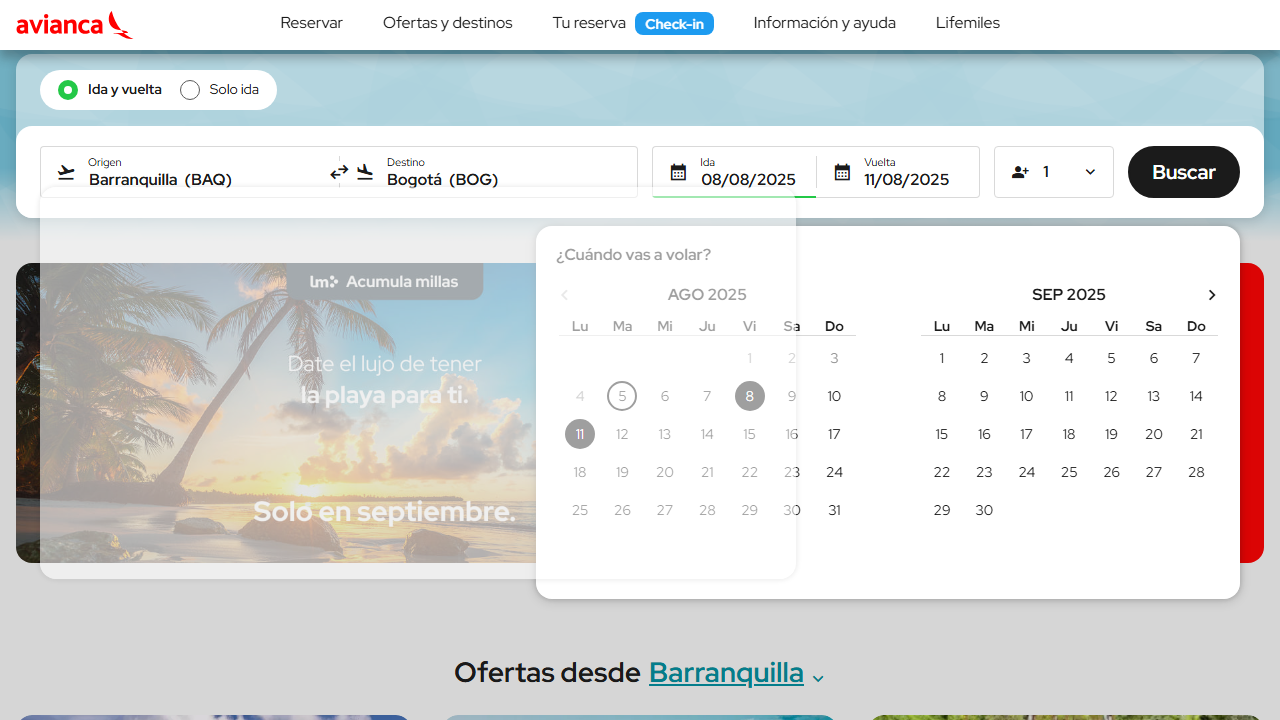 avianca
Reservar
Ofertas y destinos
Tu reserva
Check-in
Información y ayuda
Lifemiles
Ida y vuelta
Solo ida
Origen
Barranquilla (BAQ)
Destino
Bogotá (BOG)
Ida
08/08/2025
Vuelta
11/08/2025
1
Buscar
lm Acumula millas
Date el lujo de tener
la playa para ti.
Solo en septiembre.
¿Cuándo vas a volar?
AGO 2025
Lu Ma Mi Ju Vi Sa Do
1 2 3
4 5 6 7 8 9 10
11 12 13 14 15 16 17
18 19 20 21 22 23 24
25 26 27 28 29 30 31
SEP 2025
Lu Ma Mi Ju Vi Sa Do
1 2 3 4 5 6 7
8 9 10 11 12 13 14
15 16 17 18 19 20 21
22 23 24 25 26 27 28
29 30
Ofertas desde Barranquilla